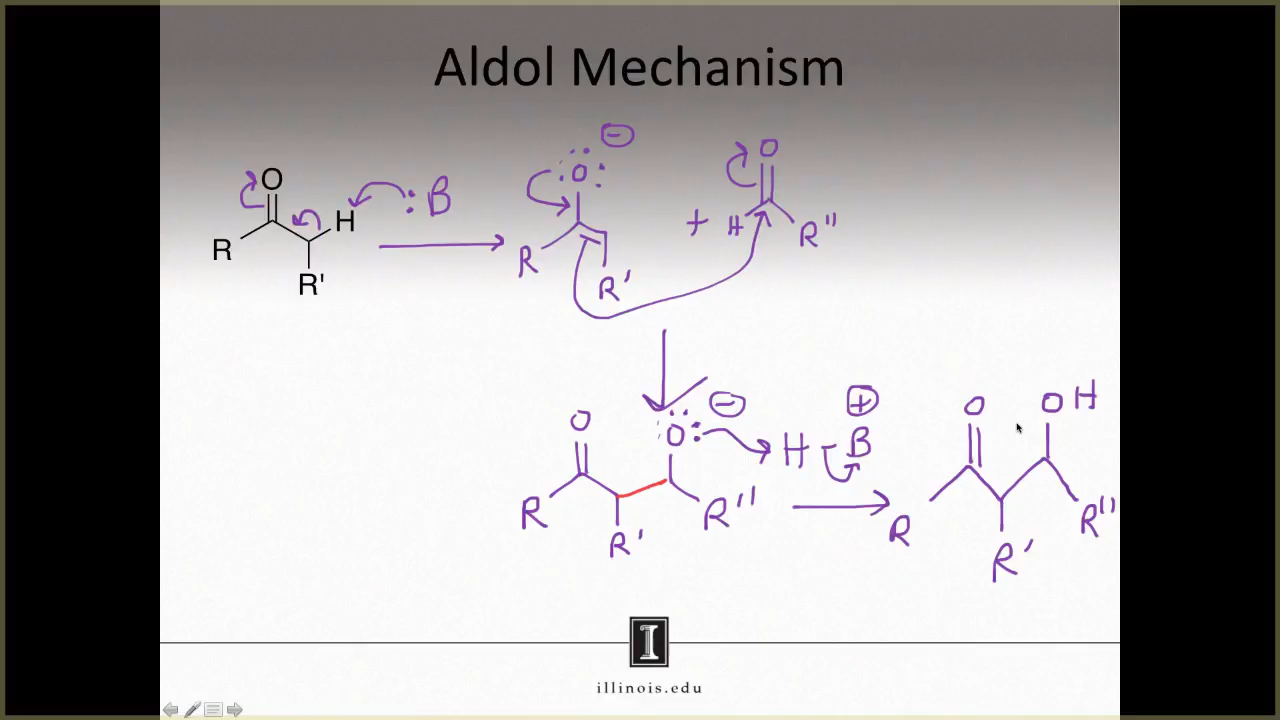 Aldol Mechanism
O
R H :B
R'
⊖
:O:
R
R'
+ O
H R''
O :O: ⊖ H B ⊕
R R' R''
O OH
R R' R''
I
illinois.edu